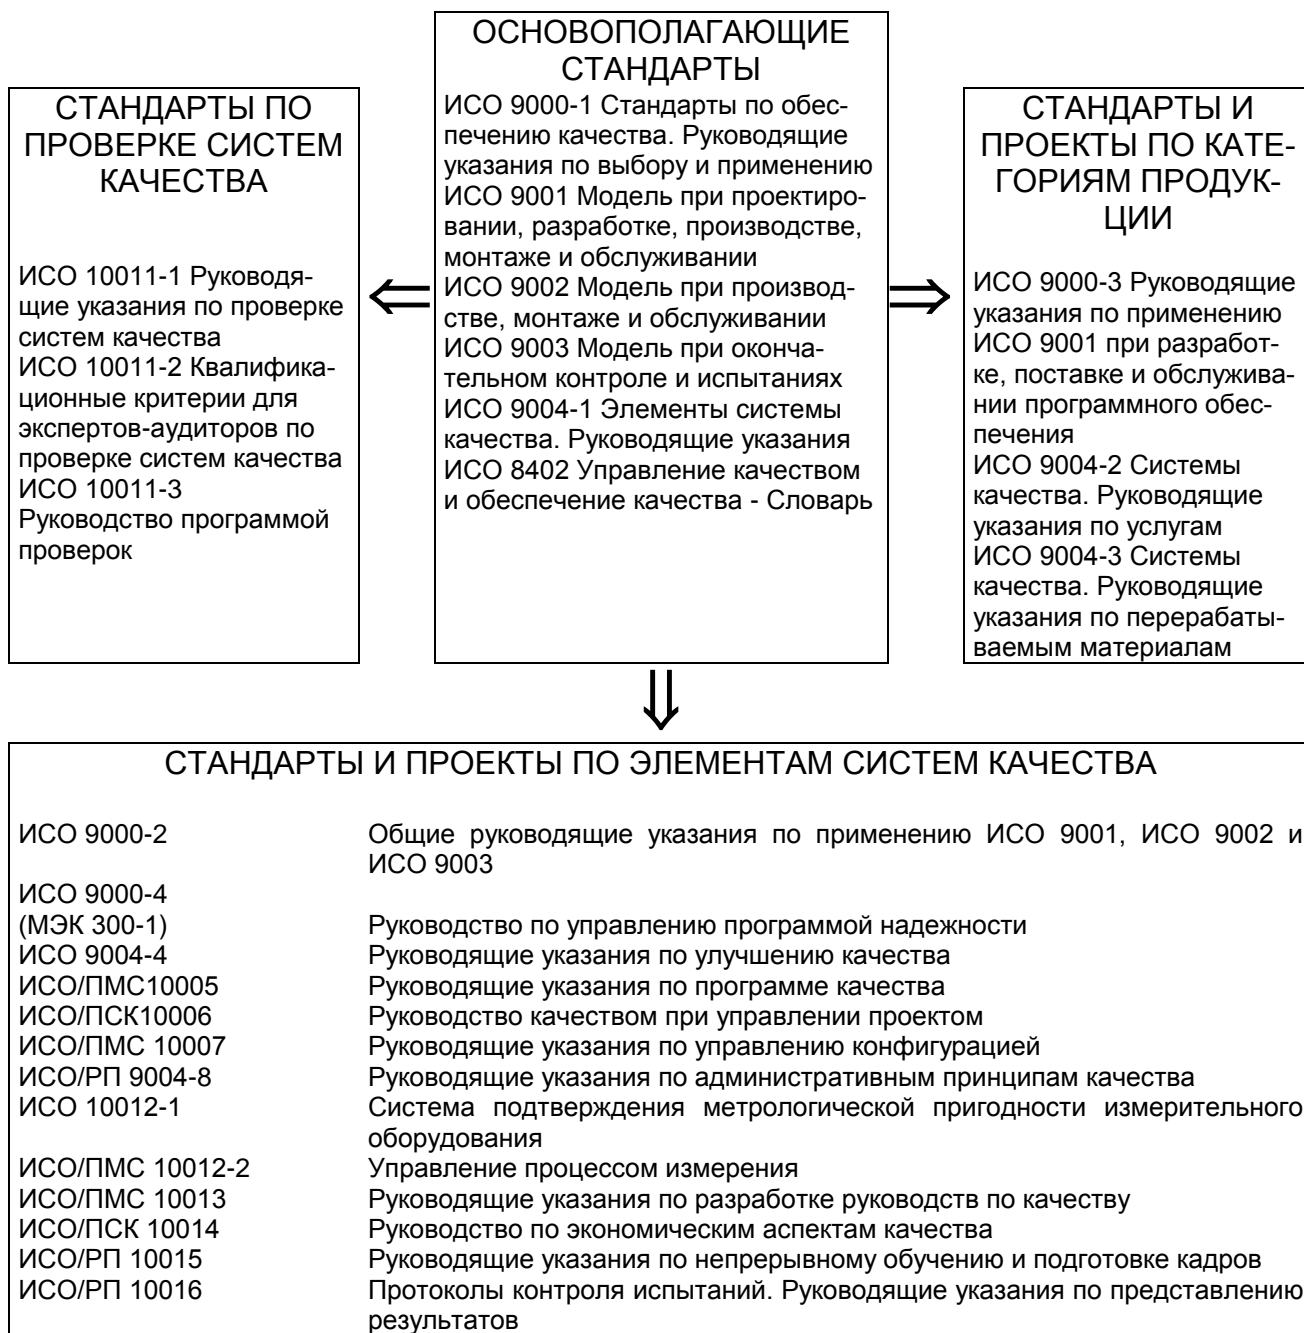 ОСНОВОПОЛАГАЮЩИЕ
СТАНДАРТЫ
ИСО 9000-1 Стандарты по обес-
печению качества. Руководящие
указания по выбору и применению
ИСО 9001 Модель при проектиро-
вании, разработке, производстве,
монтаже и обслуживании
ИСО 9002 Модель при производ-
стве, монтаже и обслуживании
ИСО 9003 Модель при оконча-
тельном контроле и испытаниях
ИСО 9004-1 Элементы системы
качества. Руководящие указания
ИСО 8402 Управление качеством
и обеспечение качества - Словарь
СТАНДАРТЫ ПО
ПРОВЕРКЕ СИСТЕМ
КАЧЕСТВА
ИСО 10011-1 Руководя-
щие указания по проверке
систем качества
ИСО 10011-2 Квалифика-
ционные критерии для
экспертов-аудиторов по
проверке систем качества
ИСО 10011-3
Руководство программой
проверок
СТАНДАРТЫ И
ПРОЕКТЫ ПО КАТЕ-
ГОРИЯМ ПРОДУК-
ЦИИ
ИСО 9000-3 Руководящие
указания по применению
ИСО 9001 при разработ-
ке, поставке и обслужива-
нии программного обес-
печения
ИСО 9004-2 Системы
качества. Руководящие
указания по услугам
ИСО 9004-3 Системы
качества. Руководящие
указания по перерабаты-
ваемым материалам
СТАНДАРТЫ И ПРОЕКТЫ ПО ЭЛЕМЕНТАМ СИСТЕМ КАЧЕСТВА
ИСО 9000-2 Общие руководящие указания по применению ИСО 9001, ИСО 9002 и
ИСО 9003
ИСО 9000-4
(МЭК 300-1) Руководство по управлению программой надежности
ИСО 9004-4 Руководящие указания по улучшению качества
ИСО/ПМС10005 Руководящие указания по программе качества
ИСО/ПСК10006 Руководство качеством при управлении проектом
ИСО/ПМС 10007 Руководящие указания по управлению конфигурацией
ИСО/РП 9004-8 Руководящие указания по административным принципам качества
ИСО 10012-1 Система подтверждения метрологической пригодности измерительного
оборудования
ИСО/ПМС 10012-2 Управление процессом измерения
ИСО/ПМС 10013 Руководящие указания по разработке руководств по качеству
ИСО/ПСК 10014 Руководство по экономическим аспектам качества
ИСО/РП 10015 Руководящие указания по непрерывному обучению и подготовке кадров
ИСО/РП 10016 Протоколы контроля испытаний. Руководящие указания по представлению
результатов